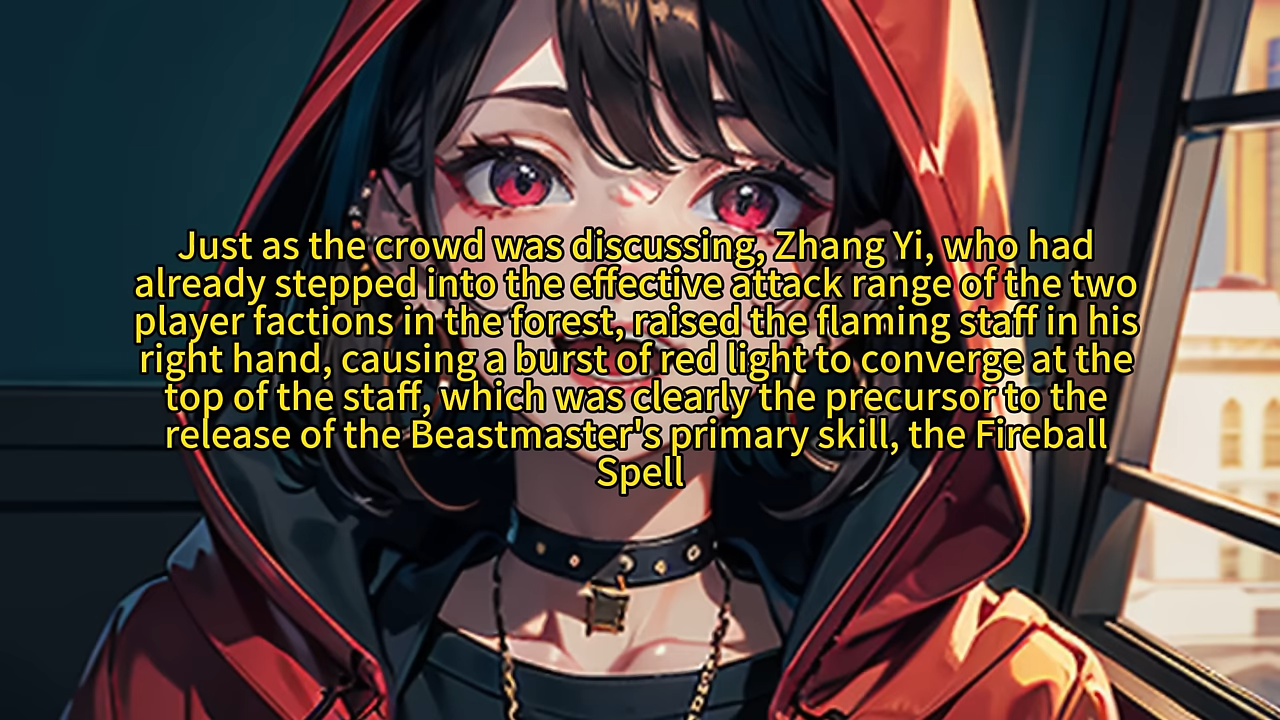 Just as the crowd was discussing, Zhang Yi, who had
already stepped into the effective attack range of the two
player factions in the forest, raised the flaming staff in his
right hand, causing a burst of red light to converge at the
top of the staff, which was clearly the precursor to the
release of the Beastmaster's primary skill, the Fireball
Spell